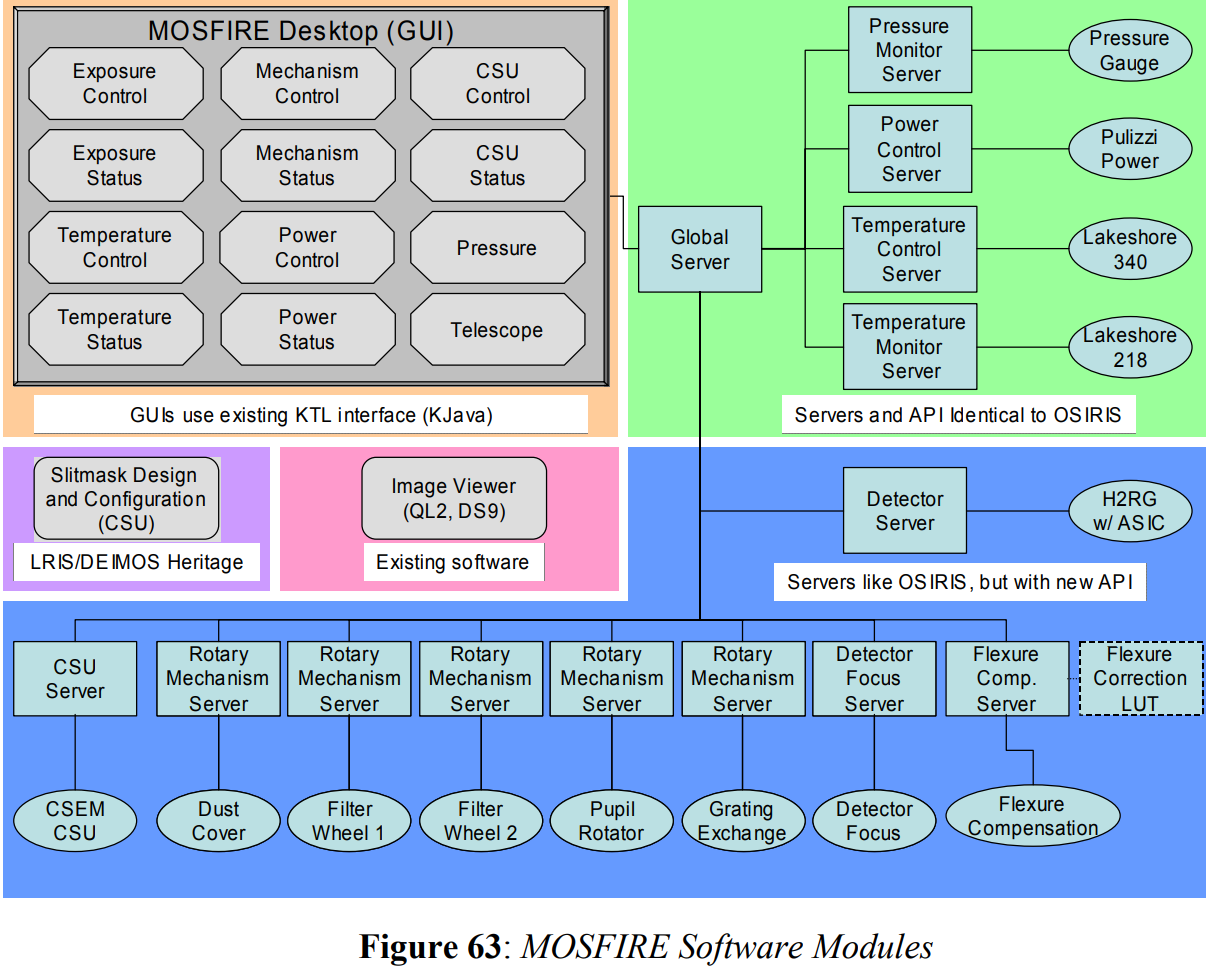 MOSFIRE Desktop (GUI)
Exposure
Control
Mechanism
Control
CSU
Control
Exposure
Status
Mechanism
Status
CSU
Status
Temperature
Control
Power
Control
Pressure
Temperature
Status
Power
Status
Telescope
GUIs use existing KTL interface (KJava)
Global
Server
Pressure
Monitor
Server
Pressure
Gauge
Power
Control
Server
Pulizzi
Power
Temperature
Control
Server
Lakeshore
340
Temperature
Monitor
Server
Lakeshore
218
Servers and API Identical to OSIRIS
Slitmask Design
and Configuration
(CSU)
LRIS/DEIMOS Heritage
Image Viewer
(QL2, DS9)
Existing software
Detector
Server
H2RG
w/ ASIC
Servers like OSIRIS, but with new API
CSU
Server
Rotary
Mechanism
Server
Rotary
Mechanism
Server
Rotary
Mechanism
Server
Rotary
Mechanism
Server
Rotary
Mechanism
Server
Detector
Focus
Server
Flexure
Comp.
Server
Flexure
Correction
LUT
CSEM
CSU
Dust
Cover
Filter
Wheel 1
Filter
Wheel 2
Pupil
Rotator
Grating
Exchange
Detector
Focus
Flexure
Compensation
Figure 63: MOSFIRE Software Modules